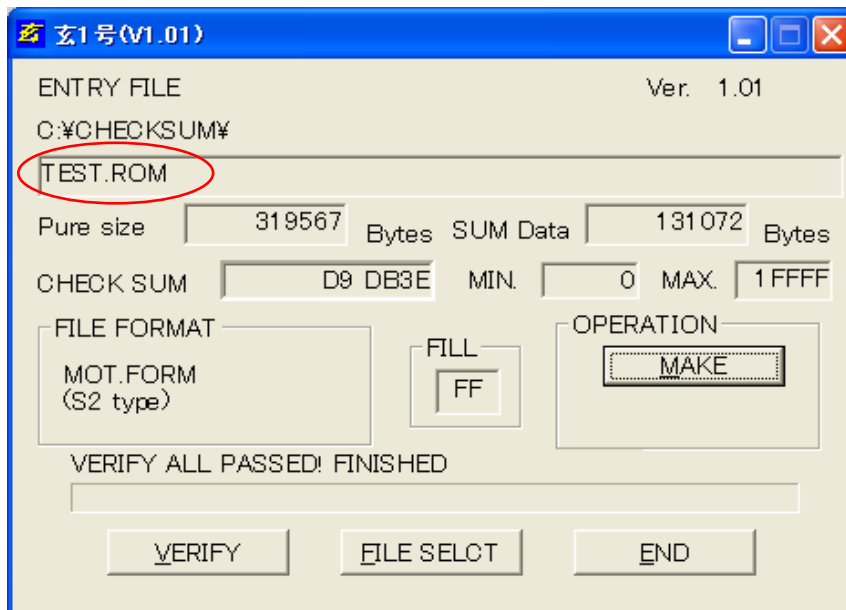 玄1号(V1.01)
ENTRY FILE Ver. 1.01
C:¥CHECKSUM¥
TEST.ROM
Pure size 319567 Bytes SUM Data 131072 Bytes
CHECK SUM D9 DB3E MIN. 0 MAX. 1FFFF
FILE FORMAT
MOT.FORM
(S2 type)
FILL
FF
OPERATION
MAKE
VERIFY ALL PASSED! FINISHED
VERIFY FILE SELCT END